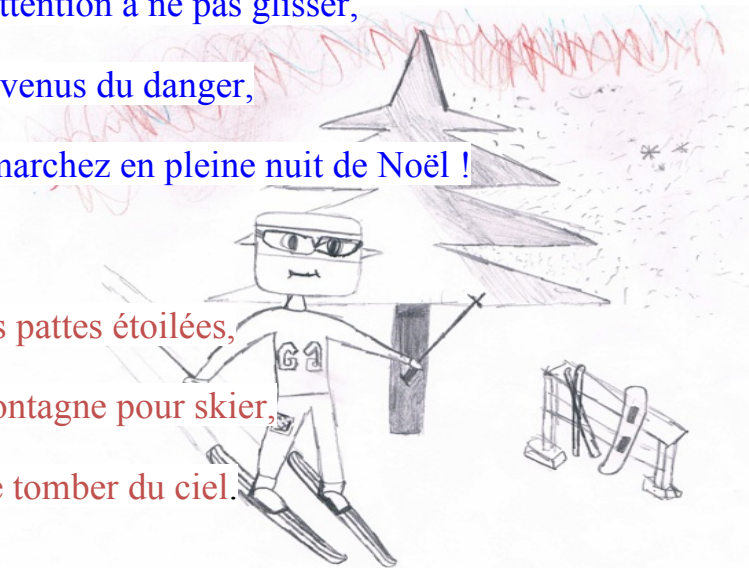 ttention à ne pas glisser,
venus du danger,
marchez en pleine nuit de Noël !
s pattes étoilées,
ontagne pour skier,
e tomber du ciel.